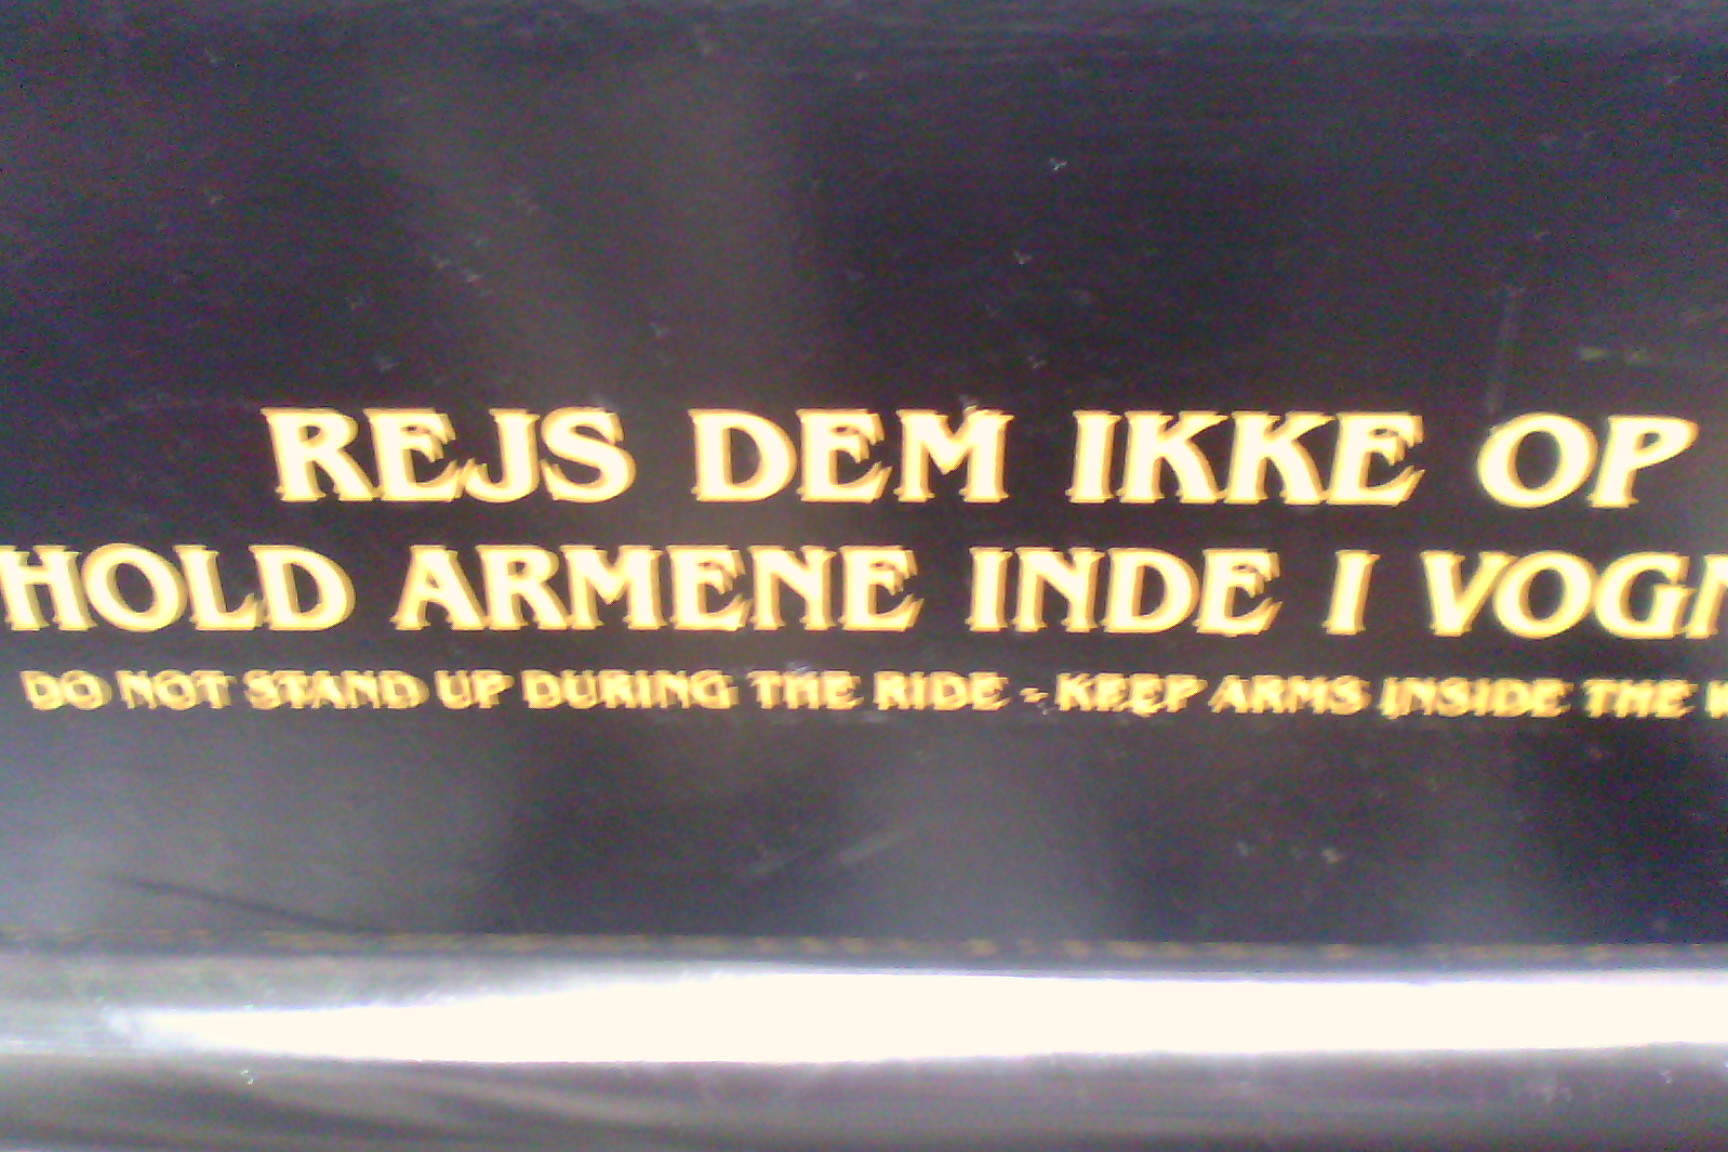 REJS DEM IKKE OP
HOLD ARMENE INDE I
DO NOT STAND UP DURING THE RIDE - KEEP ARMS INSIDE THE